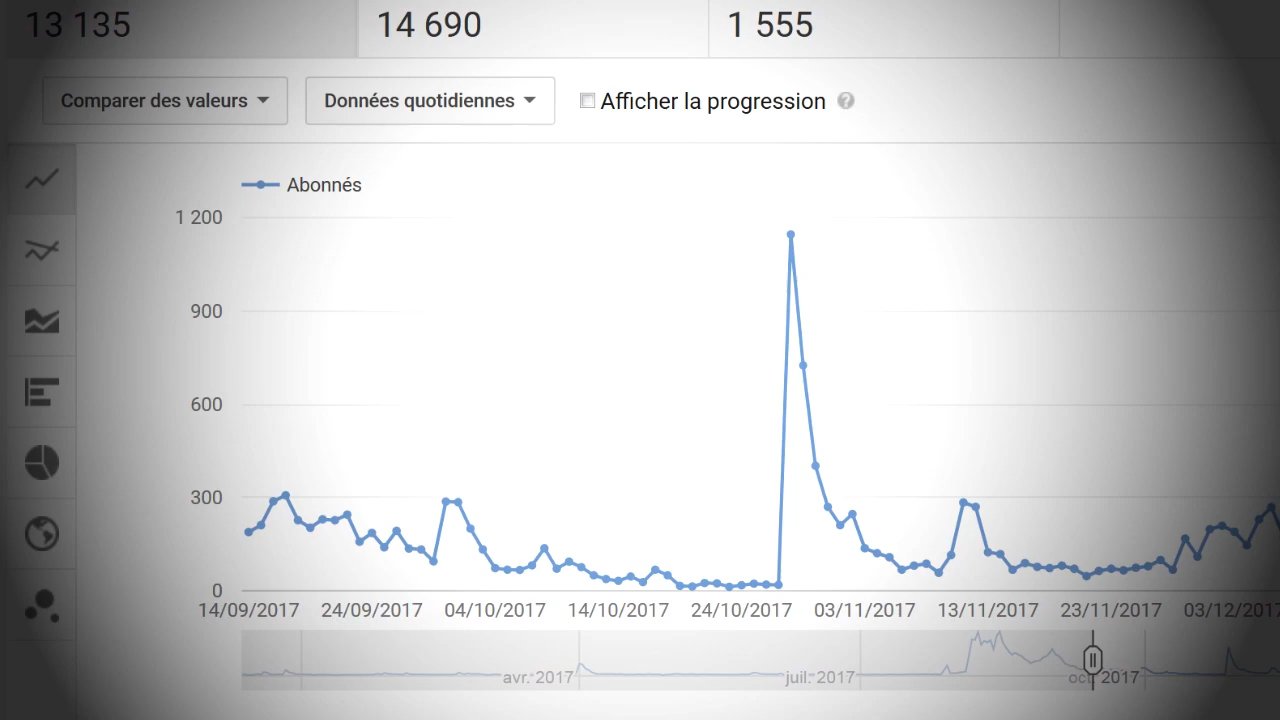 13 135 14 690 1 555
Comparer des valeurs Données quotidiennes Afficher la progression ?
Abonnés
1 200
900
600
300
0
14/09/2017 24/09/2017 04/10/2017 14/10/2017 24/10/2017 03/11/2017 13/11/2017 23/11/2017 03/12/2017
avr. 2017 juil. 2017 oct. 2017